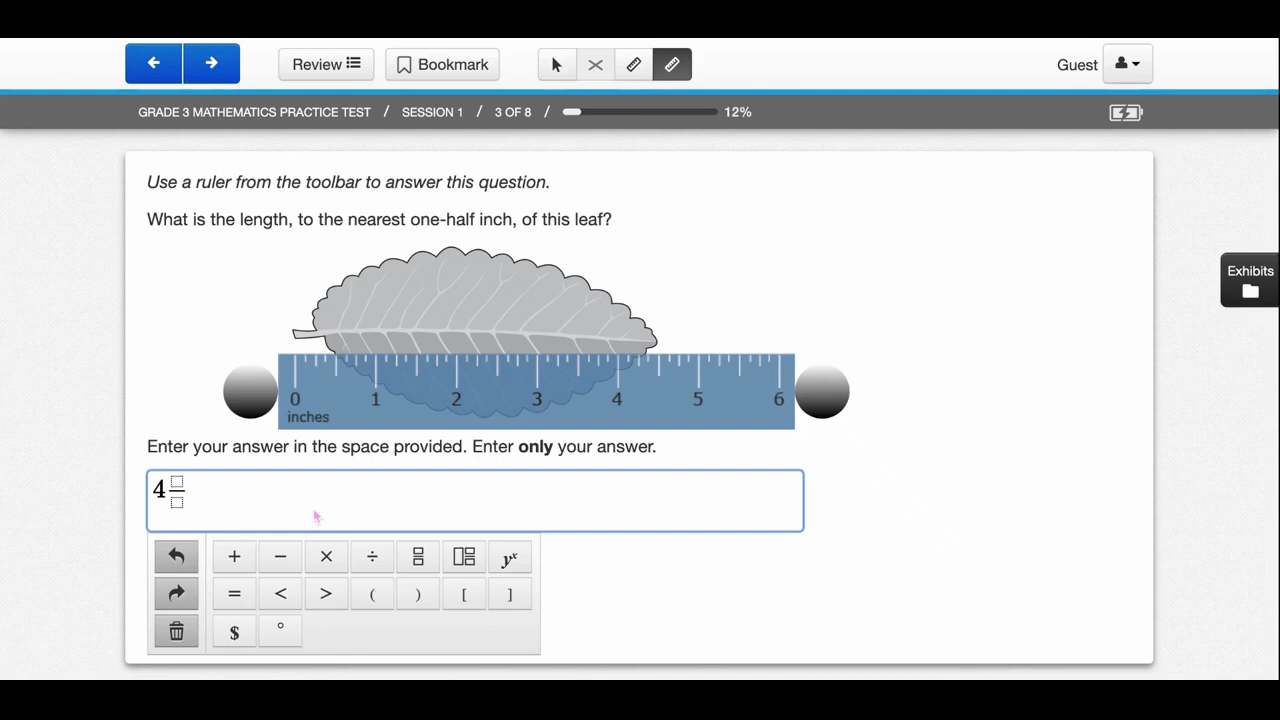 Review Bookmark Guest
GRADE 3 MATHEMATICS PRACTICE TEST / SESSION 1 / 3 OF 8 / 12%
Use a ruler from the toolbar to answer this question.
What is the length, to the nearest one-half inch, of this leaf?
Exhibits
0 1 2 3 4 5 6
inches
Enter your answer in the space provided. Enter only your answer.
4
+ − × ÷ yˣ
= < > ( ) [ ]
$ °